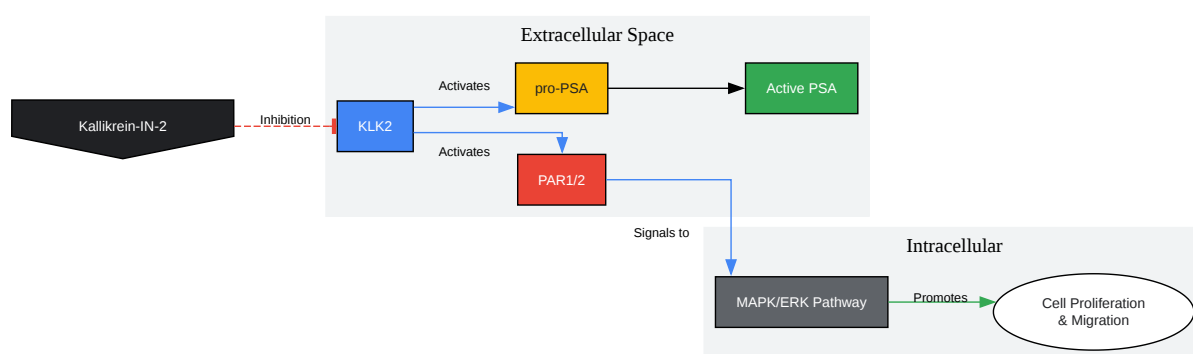 Extracellular Space
Activates
pro-PSA
Active PSA
Kallikrein-IN-2
Inhibition
KLK2
Activates
PAR1/2
Signals to
Intracellular
MAPK/ERK Pathway
Promotes
Cell Proliferation
& Migration